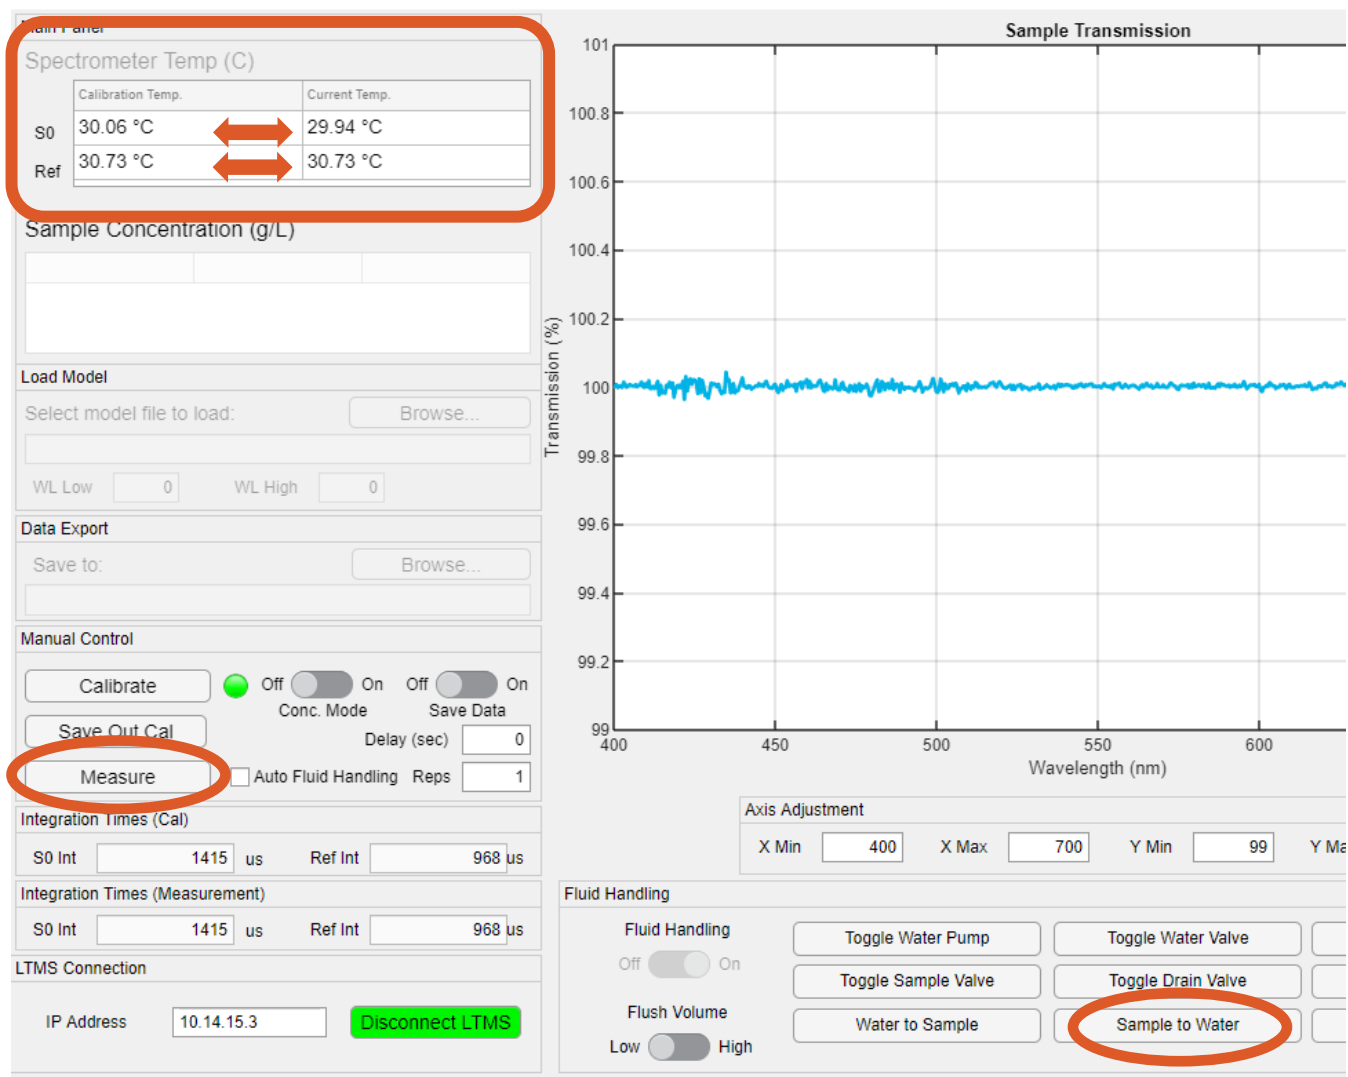 Main Panel
Spectrometer Temp (C)
Calibration Temp. Current Temp.
S0 30.06 °C 29.94 °C
Ref 30.73 °C 30.73 °C
Sample Concentration (g/L)
Load Model
Select model file to load: Browse...
WL Low 0 WL High 0
Data Export
Save to: Browse...
Manual Control
Calibrate Off On Off On
Conc. Mode Save Data
Save Out Cal
Delay (sec) 0
Measure Auto Fluid Handling Reps 1
Integration Times (Cal)
S0 Int 1415 us Ref Int 968 us
Integration Times (Measurement)
S0 Int 1415 us Ref Int 968 us
LTMS Connection
IP Address 10.14.15.3 Disconnect LTMS
Sample Transmission
101
100.8
100.6
100.4
100.2
100
99.8
99.6
99.4
99.2
99
Transmission (%)
400 450 500 550 600
Wavelength (nm)
Axis Adjustment
X Min 400 X Max 700 Y Min 99 Y Ma
Fluid Handling
Fluid Handling
Off On
Toggle Water Pump Toggle Water Valve
Toggle Sample Valve Toggle Drain Valve
Flush Volume
Low High
Water to Sample Sample to Water